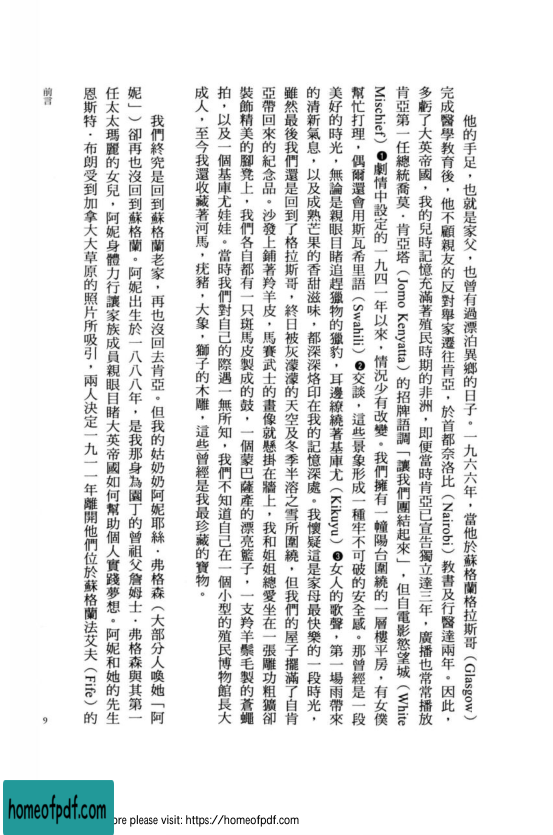 他的手足，也就是家父，也曾有過漂泊異鄉的日子。一九六六年，當他於蘇格蘭格拉斯哥（Glasgow）
完成醫學教育後，他不顧親友的反對舉家遷往肯亞，於首都奈洛比（Nairobi）教書及行醫達兩年。因此，
多虧了大英帝國，我的兒時記憶充滿著殖民時期的非洲，即便當時肯亞已宣告獨立達三年，廣播也常常播放
肯亞第一任總統喬莫．肯亞塔（Jomo Kenyatta）的招牌語調「讓我們團結起來」，但自電影慾望城（White
Mischief）❶劇情中設定的一九四一年以來，情況少有改變。我們擁有一幢陽台圍繞的一層樓平房，有女僕
幫忙打理，偶爾還會用斯瓦希里語（Swahili）❷交談，這些景象形成一種牢不可破的安全感。那曾經是一段
美好的時光，無論是親眼目睹追趕獵物的獵豹，耳邊繚繞著基庫尤（Kikuyu）❸女人的歌聲，第一場雨帶來
的清新氣息，以及成熟芒果的香甜滋味，都深深烙印在我的記憶深處。我懷疑這是家母最快樂的一段時光，
雖然最後我們還是回到了格拉斯哥，終日被灰濛濛的天空及冬季半溶之雪所圍繞，但我們的屋子擺滿了自肯
亞帶回來的紀念品。沙發上鋪著羚羊皮，馬賽武士的畫像就懸掛在牆上，我和姐姐總愛坐在一張雕功粗獷卻
裝飾精美的腳凳上，我們各自都有一只斑馬皮製成的鼓，一個蒙巴薩產的漂亮籃子，一支羚羊鬃毛製的蒼蠅
拍，以及一個基庫尤娃娃。當時我們對自己的際遇一無所知，我們不知道自己在一個小型的殖民博物館長大
成人，至今我還收藏著河馬，疣豬，大象，獅子的木雕，這些曾經是我最珍藏的寶物。
我們終究是回到蘇格蘭老家，再也沒回去肯亞。但我的姑奶奶阿妮耶絲．弗格森（大部分人喚她「阿
妮」）卻再也沒回到蘇格蘭。阿妮出生於一八八八年，是我那身為園丁的曾祖父詹姆士．弗格森與其第一
任太太瑪麗的女兒，阿妮身體力行讓家族成員親眼目睹大英帝國如何幫助個人實踐夢想。阿妮和她的先生
恩斯特．布朗受到加拿大大草原的照片所吸引，兩人決定一九一一年離開他們位於蘇格蘭法艾夫（Fife）的
前言
9
homeofpdf.com
ore please visit: https://homeofpdf.com